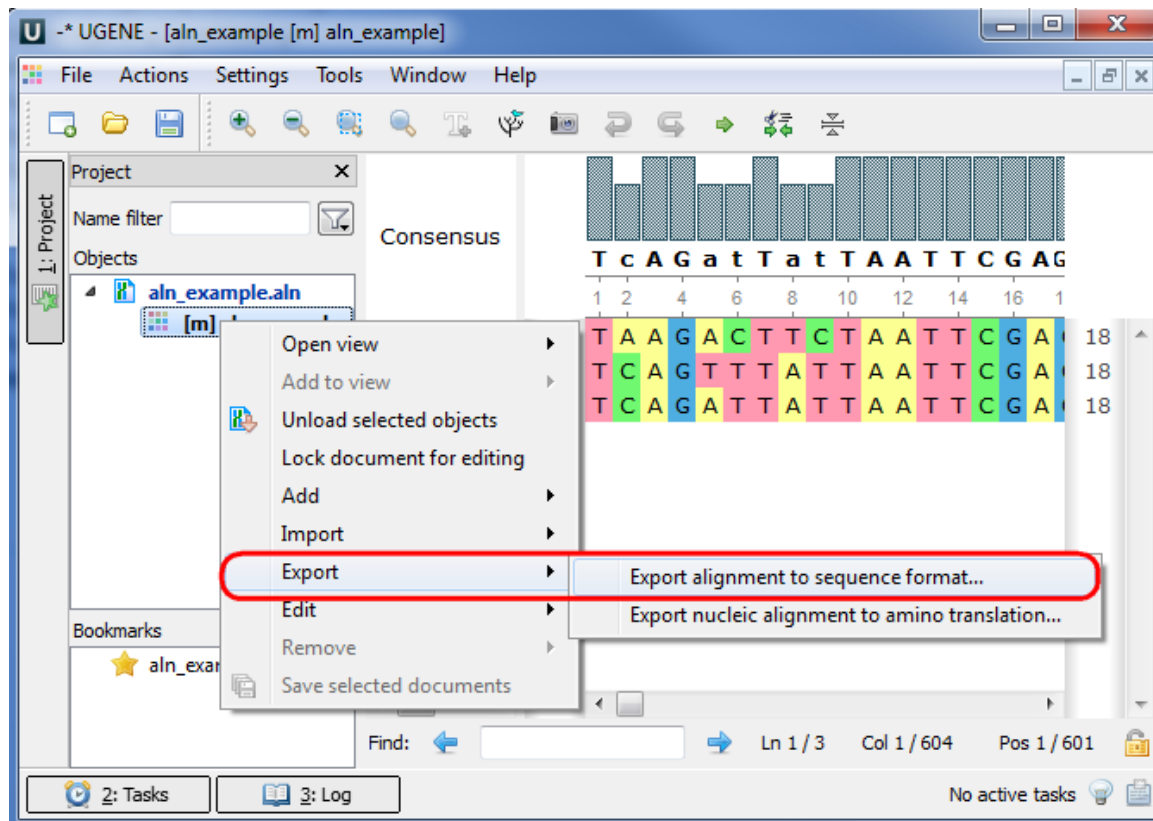 U -* UGENE - [aln_example [m] aln_example]
File Actions Settings Tools Window Help
1: Project
Project
Name filter
Objects
aln_example.aln
[m]
Consensus
T c A G a t T a t T A A T T C G A G
1 2 4 6 8 10 12 14 16 1
T A A G A C T T C T A A T T C G A 18
T C A G T T T A T T A A T T C G A 18
T C A G A T T A T T A A T T C G A 18
Open view
Add to view
Unload selected objects
Lock document for editing
Add
Import
Export
Edit
Remove
Save selected documents
Export alignment to sequence format...
Export nucleic alignment to amino translation...
Bookmarks
aln_exar
Find: Ln 1 / 3 Col 1 / 604 Pos 1 / 601
2: Tasks 3: Log No active tasks